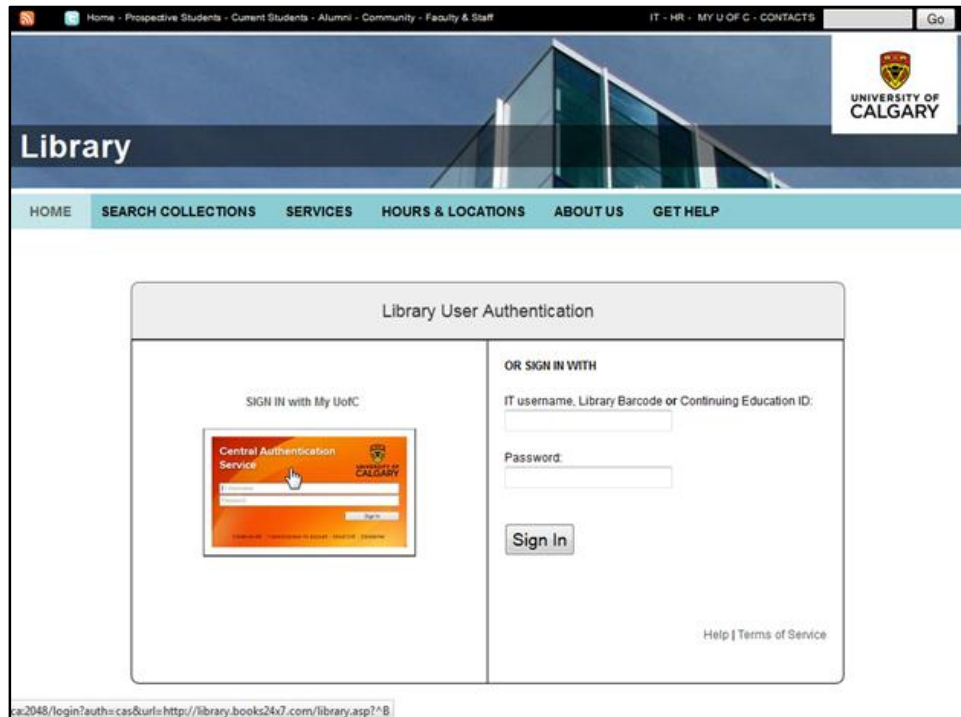 Home - Prospective Students - Current Students - Alumni - Community - Faculty & Staff
IT - HR - MY U OF C - CONTACTS
Go
UNIVERSITY OF
CALGARY
Library
HOME SEARCH COLLECTIONS SERVICES HOURS & LOCATIONS ABOUT US GET HELP
Library User Authentication
SIGN IN with My UofC
Central Authentication
Service
UNIVERSITY OF
CALGARY
Sign In
OR SIGN IN WITH
IT username, Library Barcode or Continuing Education ID:
Password:
Sign In
Help | Terms of Service
ca:2048/login?auth=cas&url=http://library.books24x7.com/library.asp?^B